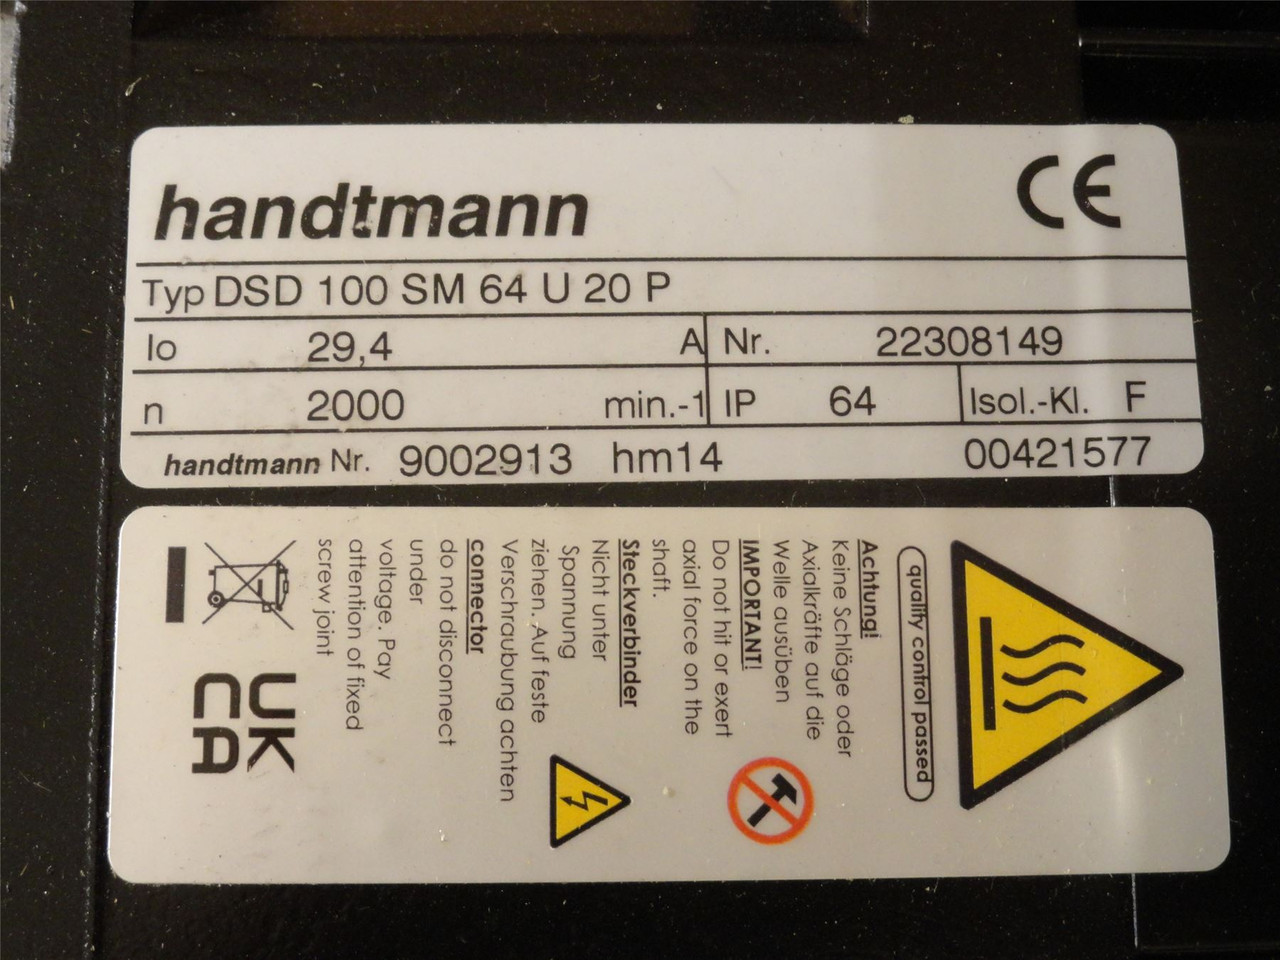 handtmann CE
Typ DSD 100 SM 64 U 20 P
Io 29,4 A Nr. 22308149
n 2000 min.-1 IP 64 Isol.-Kl. F
handtmann Nr. 9002913 hm14 00421577
quality control passed
Achtung!
Keine Schläge oder
Axialkräfte auf die
Welle ausüben
IMPORTANT!
Do not hit or exert
axial force on the
shaft.
Steckverbinder
Nicht unter
Spannung
ziehen. Auf feste
Verschraubung achten
connector
do not disconnect
under
voltage. Pay
attention of fixed
screw joint
UK
CA